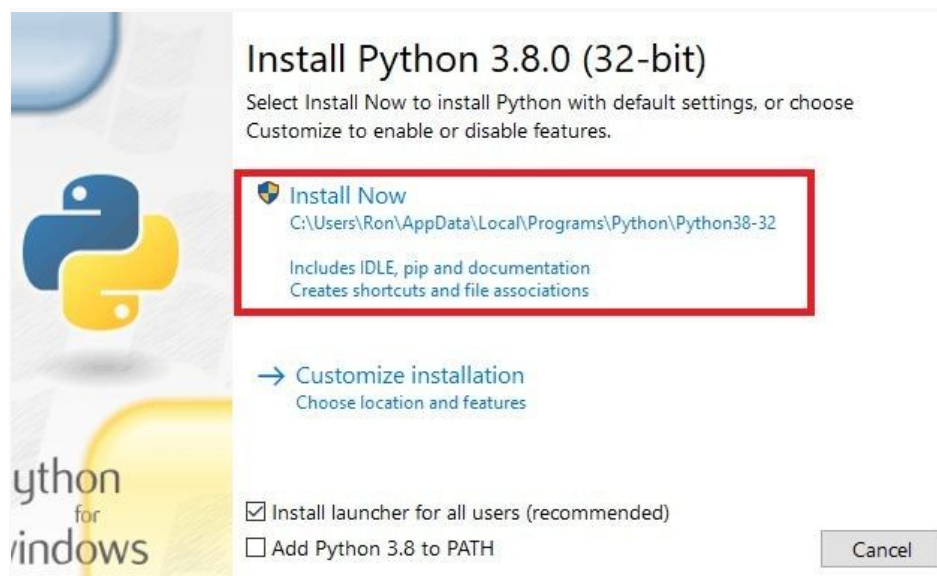 Install Python 3.8.0 (32-bit)
Select Install Now to install Python with default settings, or choose
Customize to enable or disable features.
Install Now
C:\Users\Ron\AppData\Local\Programs\Python\Python38-32
Includes IDLE, pip and documentation
Creates shortcuts and file associations
Customize installation
Choose location and features
ython
for
indows
Install launcher for all users (recommended)
Add Python 3.8 to PATH
Cancel